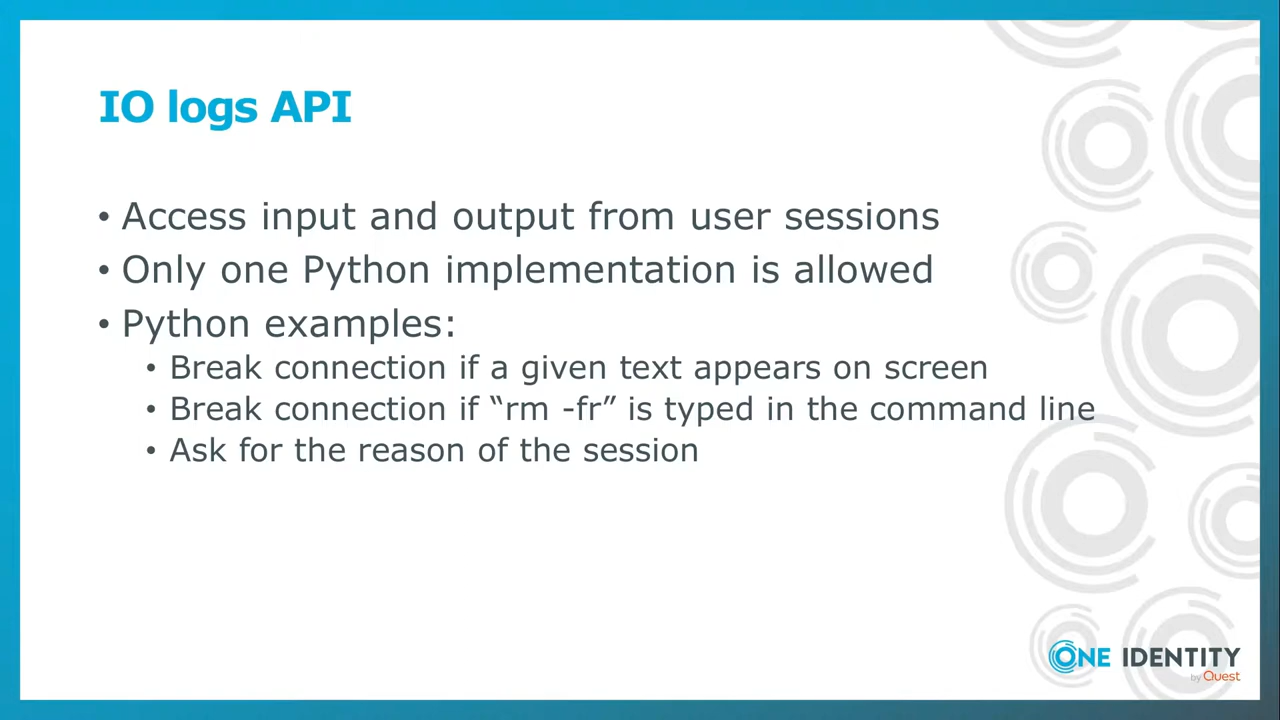 IO logs API
• Access input and output from user sessions
• Only one Python implementation is allowed
• Python examples:
• Break connection if a given text appears on screen
• Break connection if “rm -fr” is typed in the command line
• Ask for the reason of the session
ONE IDENTITY
by Quest